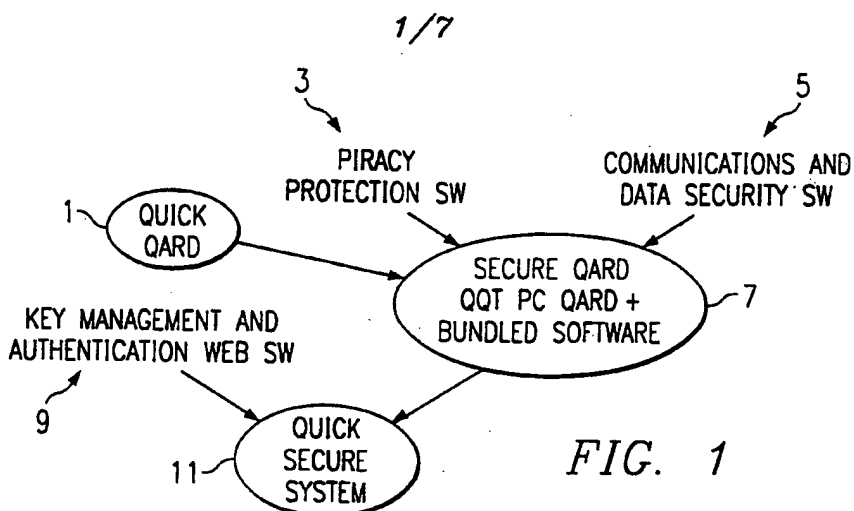 1/7
3
5
PIRACY
PROTECTION SW
COMMUNICATIONS AND
DATA SECURITY SW
1
QUICK
QARD
SECURE QARD
QQT PC QARD +
BUNDLED SOFTWARE
7
KEY MANAGEMENT AND
AUTHENTICATION WEB SW
9
QUICK
SECURE
SYSTEM
11
FIG. 1